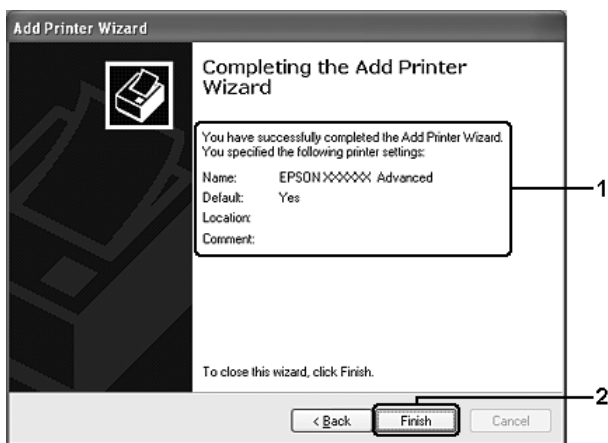 Add Printer Wizard
Completing the Add Printer
Wizard
You have successfully completed the Add Printer Wizard.
You specified the following printer settings:
Name: EPSON XXXXXX Advanced
Default: Yes
Location:
Comment:
1
To close this wizard, click Finish.
2
< Back Finish Cancel